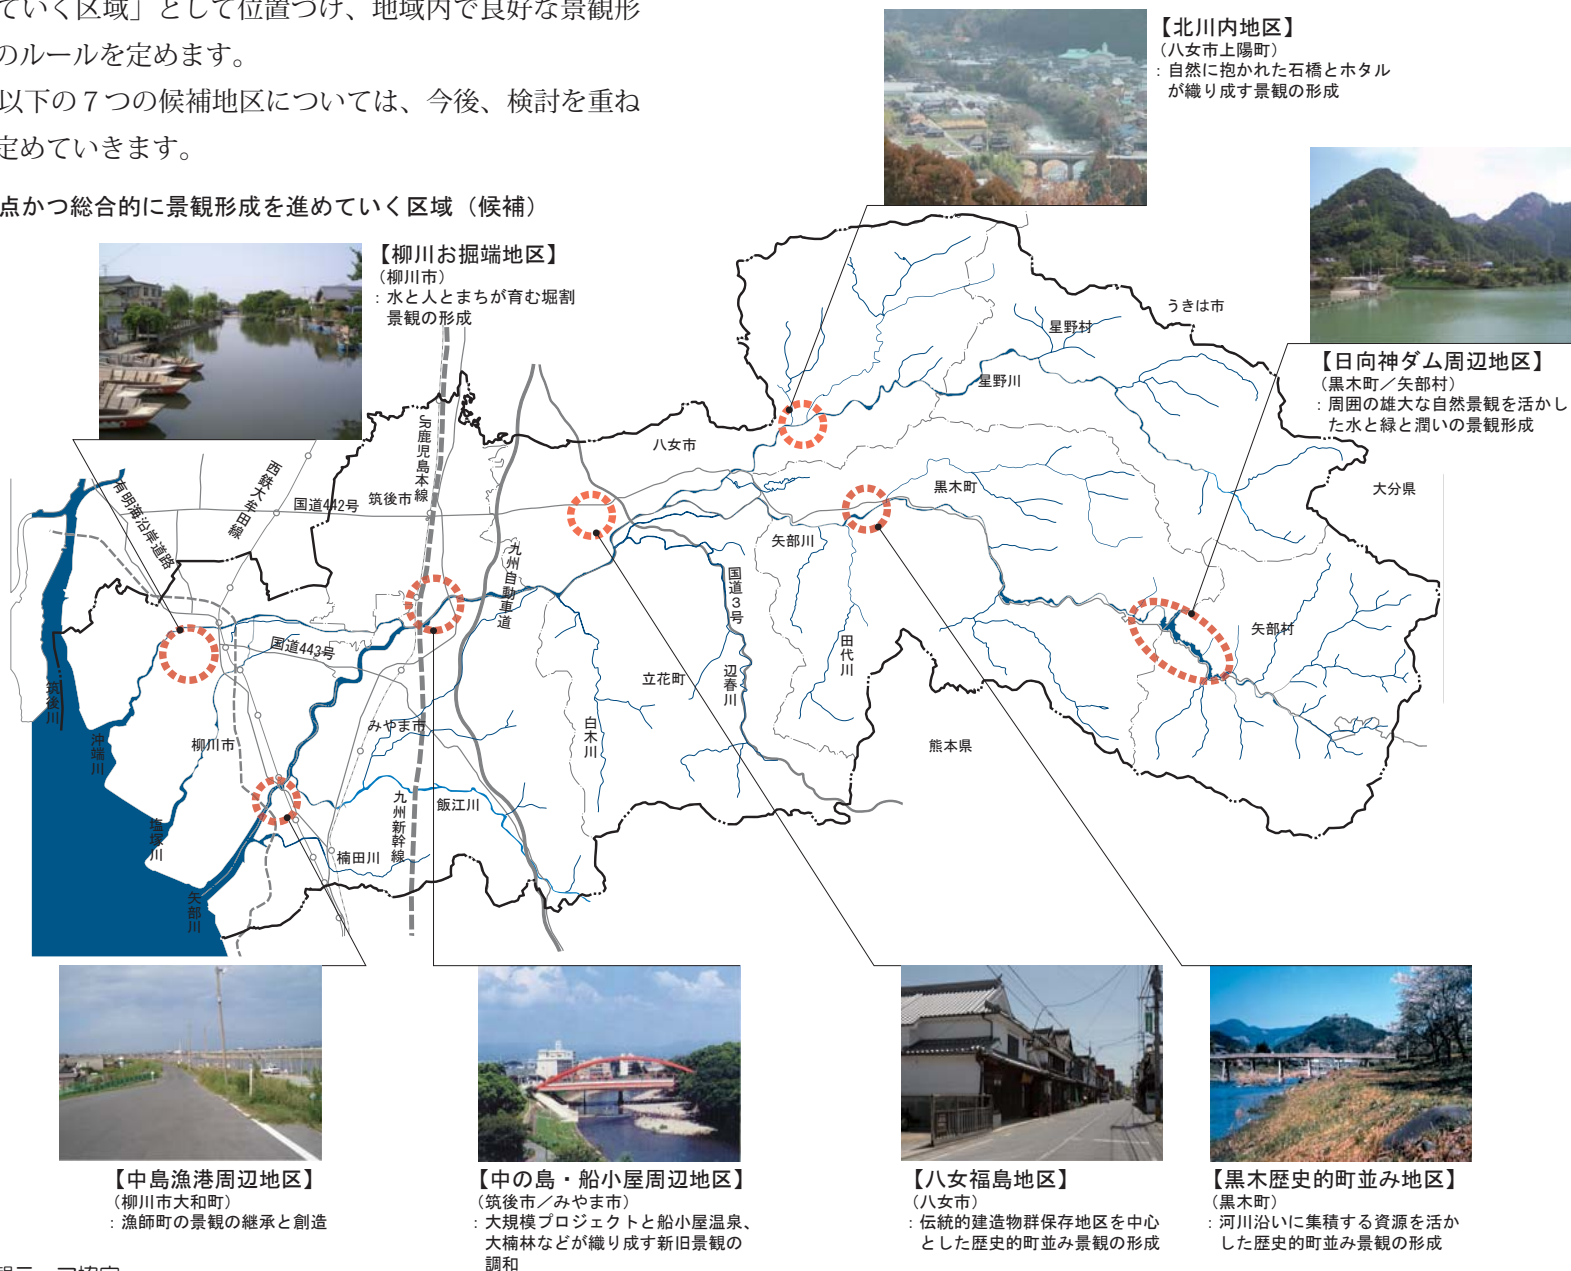 ていく区域」として位置づけ、地域内で良好な景観形
のルールを定めます。
以下の７つの候補地区については、今後、検討を重ね
定めていきます。
点かつ総合的に景観形成を進めていく区域（候補）
【北川内地区】
（八女市上陽町）
：自然に抱かれた石橋とホタル
が織り成す景観の形成
【柳川お掘端地区】
（柳川市）
：水と人とまちが育む堀割
景観の形成
【日向神ダム周辺地区】
（黒木町／矢部村）
：周囲の雄大な自然景観を活かし
た水と緑と潤いの景観形成
うきは市
星野村
星野川
八女市
大分県
黒木町
JR鹿児島本線
西鉄大牟田線
有明海沿岸道路
国道442号
筑後市
九州自動車道
矢部川
国道３号
田代川
矢部村
国道443号
立花町
辺春川
筑後川
沖端川
柳川市
みやま市
白木川
熊本県
塩塚川
九州新幹線
飯江川
楠田川
矢部川
【中島漁港周辺地区】
（柳川市大和町）
：漁師町の景観の継承と創造
【中の島・船小屋周辺地区】
（筑後市／みやま市）
：大規模プロジェクトと船小屋温泉、
大楠林などが織り成す新旧景観の
調和
【八女福島地区】
（八女市）
：伝統的建造物群保存地区を中心
とした歴史的町並み景観の形成
【黒木歴史的町並み地区】
（黒木町）
：河川沿いに集積する資源を活か
した歴史的町並み景観の形成